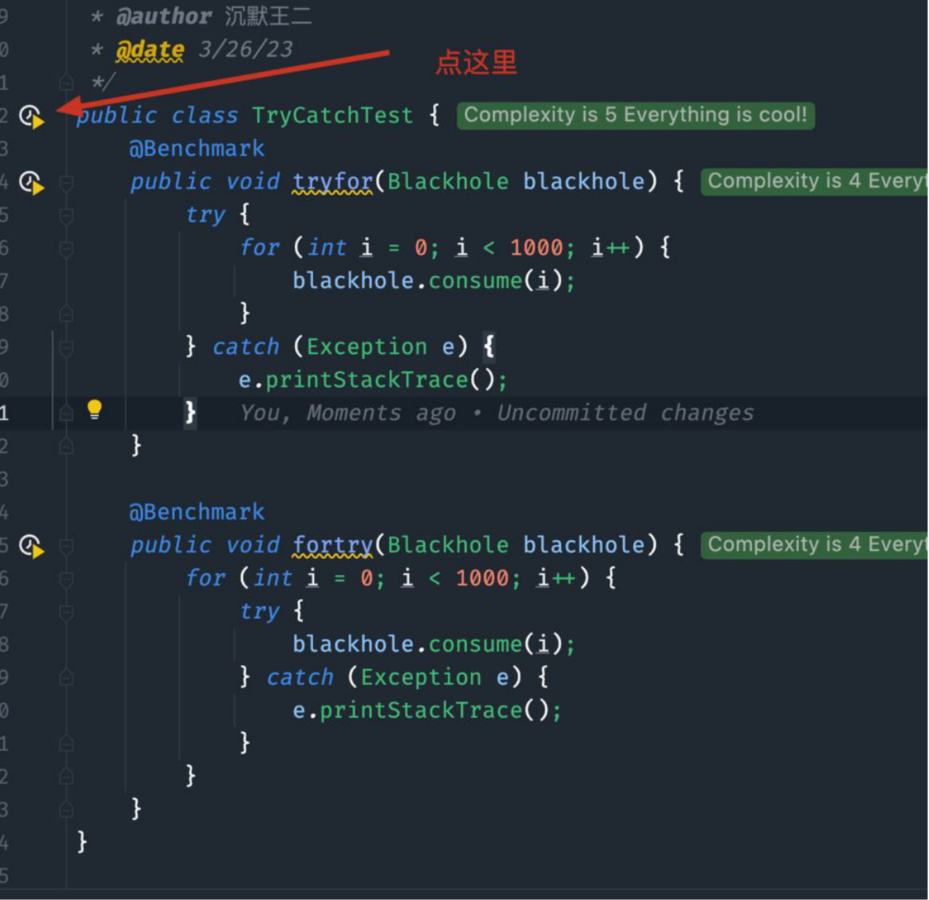 9 * @author 沉默王二
0 * @date 3/26/23 点这里
1 */
2 public class TryCatchTest { Complexity is 5 Everything is cool!
3 @Benchmark
4 public void tryfor(Blackhole blackhole) { Complexity is 4 Everyt
5 try {
6 for (int i = 0; i < 1000; i++) {
7 blackhole.consume(i);
8 }
9 } catch (Exception e) {
0 e.printStackTrace();
1 } You, Moments ago • Uncommitted changes
2 }
3
4 @Benchmark
5 public void fortry(Blackhole blackhole) { Complexity is 4 Everyt
6 for (int i = 0; i < 1000; i++) {
7 try {
8 blackhole.consume(i);
9 } catch (Exception e) {
0 e.printStackTrace();
1 }
2 }
3 }
4 }
5